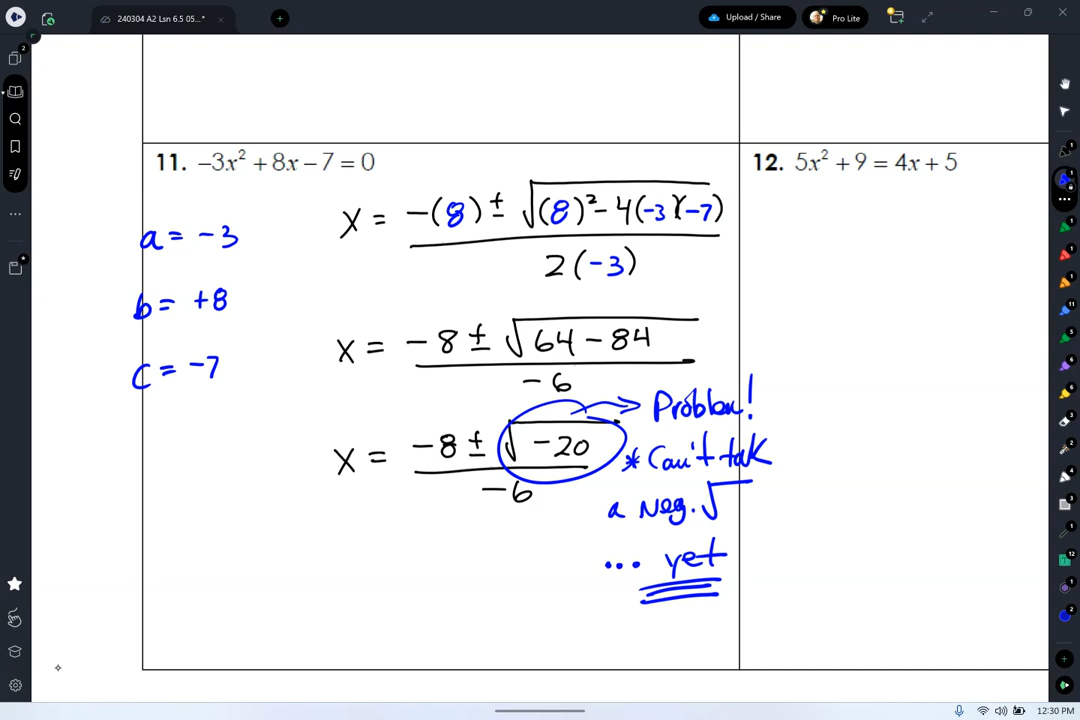 240304 A2 Lsn 6.5 05...*
Upload / Share
Pro Lite
11. −3x² + 8x − 7 = 0
12. 5x² + 9 = 4x + 5
x = −(8) ± √(8)² − 4(−3)(−7)
2(−3)
a = −3
b = +8
c = −7
x = −8 ± √64 − 84
−6
→ Problem!
x = −8 ± √−20
−6
* Can't tak
a neg. √
... yet
12:30 PM